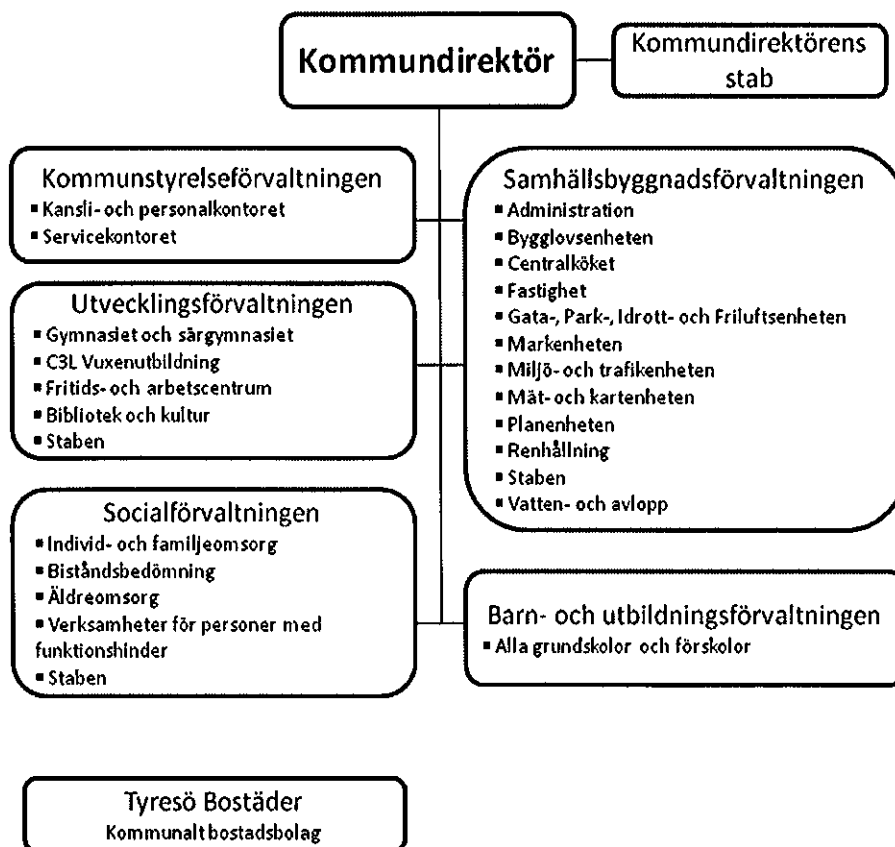 Kommundirektör
Kommundirektörens
stab
Kommunstyrelseförvaltningen
▪ Kansli- och personalkontoret
▪ Servicekontoret
Utvecklingsförvaltningen
▪ Gymnasiet och särgymnasiet
▪ C3L Vuxenutbildning
▪ Fritids- och arbetscentrum
▪ Bibliotek och kultur
▪ Staben
Socialförvaltningen
▪ Individ- och familjeomsorg
▪ Biståndsbedömning
▪ Äldreomsorg
▪ Verksamheter för personer med
funktionshinder
▪ Staben
Samhällsbyggnadsförvaltningen
▪ Administration
▪ Bygglovsenheten
▪ Centralköket
▪ Fastighet
▪ Gata-, Park-, Idrott- och Friluftsenheten
▪ Markenheten
▪ Miljö- och trafikenheten
▪ Mät- och kartenheten
▪ Planenheten
▪ Renhållning
▪ Staben
▪ Vatten- och avlopp
Barn- och utbildningsförvaltningen
▪ Alla grundskolor och förskolor
Tyresö Bostäder
Kommunalt bostadsbolag